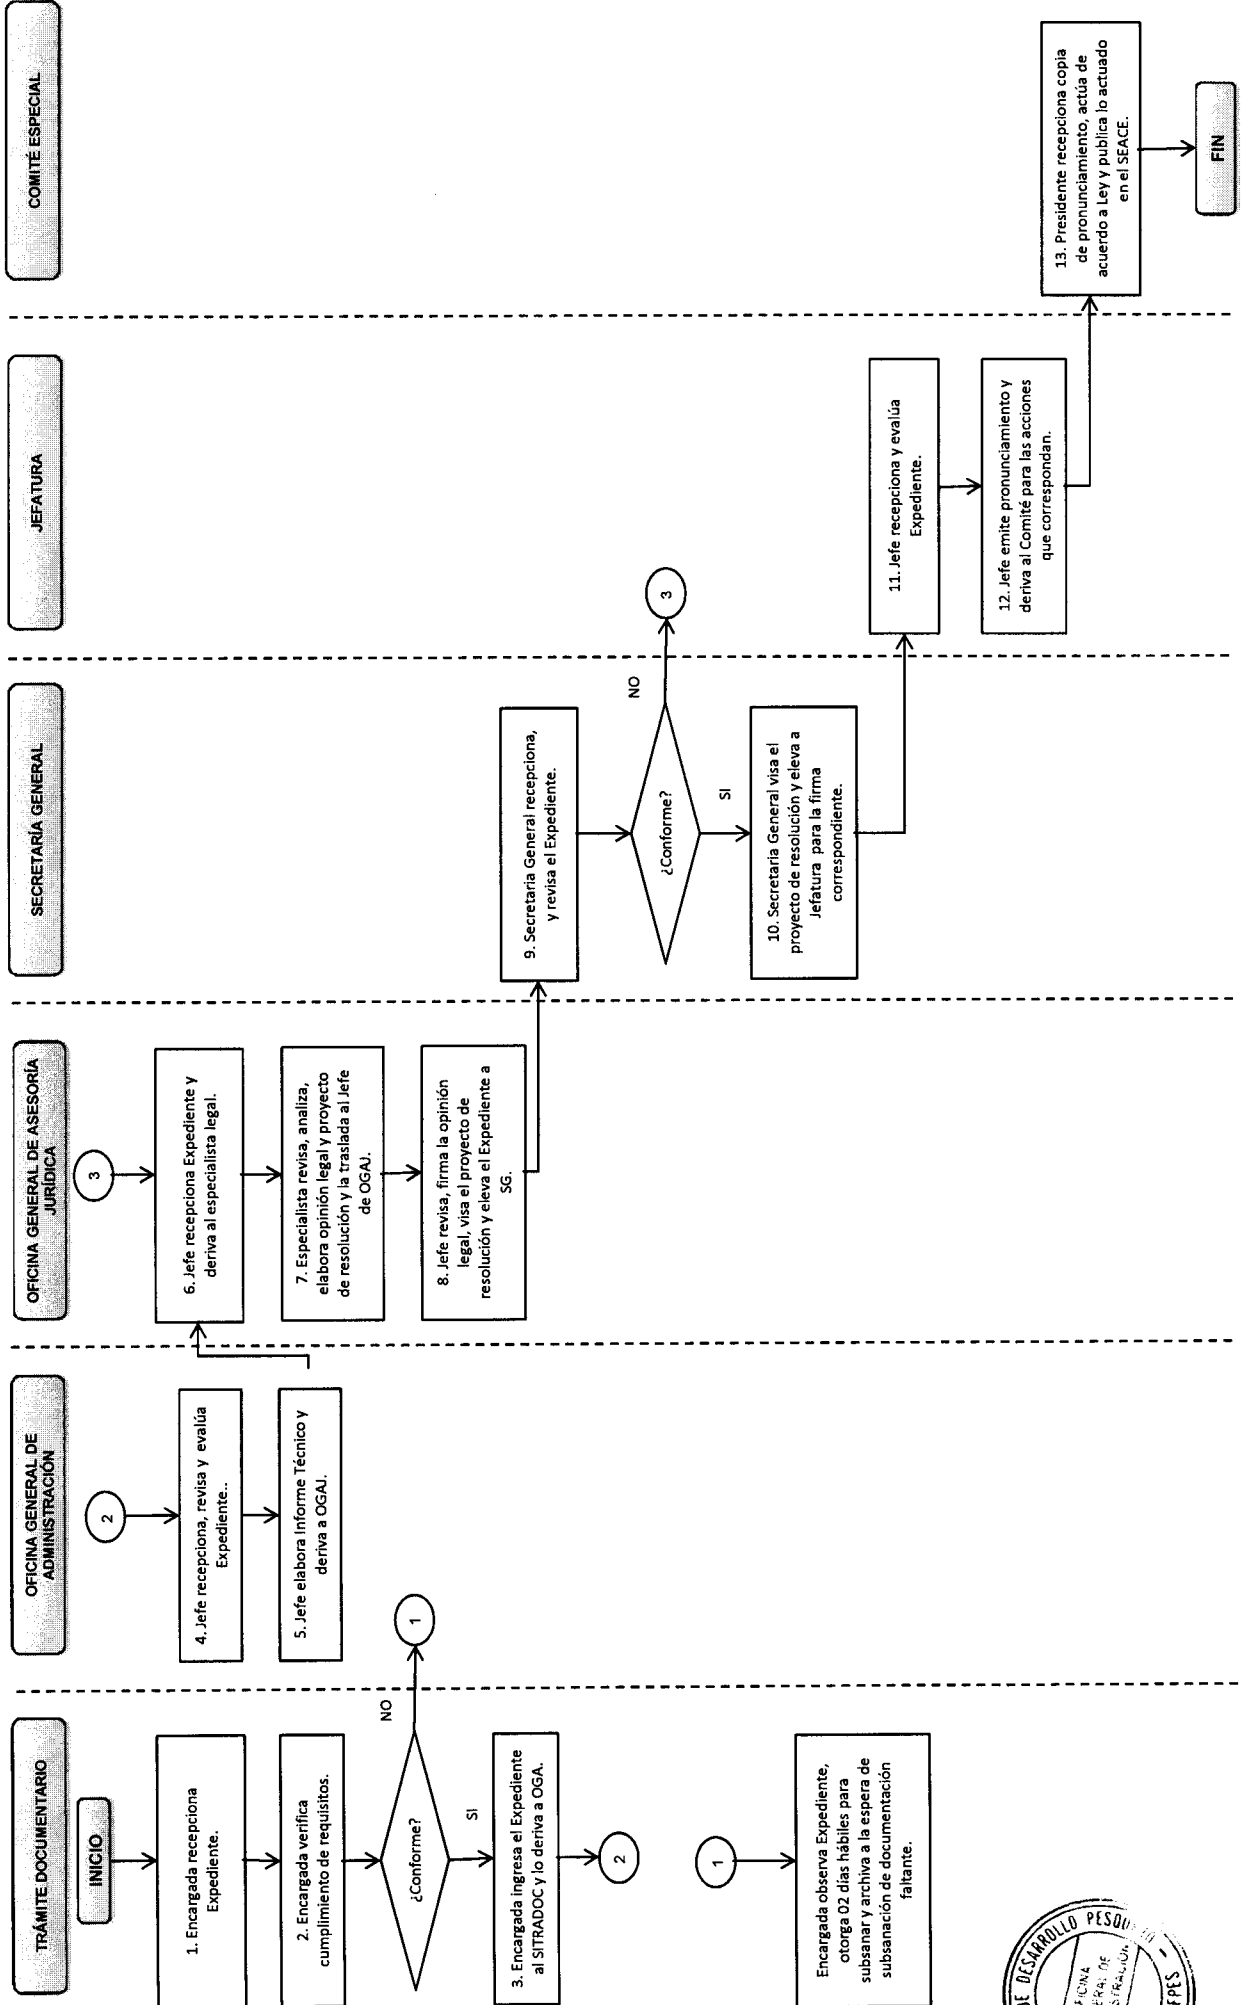 TRÁMITE DOCUMENTARIO
INICIO
1. Encargada recepciona
Expediente.
2. Encargada verifica
cumplimiento de requisitos.
¿Conforme?
NO
1
SI
3. Encargada ingresa el Expediente
al SITRADOC y lo deriva a OGA.
2
1
Encargada observa Expediente,
otorga 02 días hábiles para
subsanar y archiva a la espera de
subsanación de documentación
faltante.
OFICINA GENERAL DE
ADMINISTRACIÓN
2
4. Jefe recepciona, revisa y evalúa
Expediente..
5. Jefe elabora Informe Técnico y
deriva a OGAJ.
OFICINA GENERAL DE ASESORÍA
JURÍDICA
3
6. Jefe recepciona Expediente y
deriva al especialista legal.
7. Especialista revisa, analiza,
elabora opinión legal y proyecto
de resolución y la traslada al Jefe
de OGAJ.
8. Jefe revisa, firma la opinión
legal, visa el proyecto de
resolución y eleva el Expediente a
SG.
SECRETARÍA GENERAL
9. Secretaria General recepciona,
y revisa el Expediente.
¿Conforme?
NO
3
SI
10. Secretaria General visa el
proyecto de resolución y eleva a
Jefatura para la firma
correspondiente.
JEFATURA
11. Jefe recepciona y evalúa
Expediente.
12. Jefe emite pronunciamiento y
deriva al Comité para las acciones
que correspondan.
COMITÉ ESPECIAL
13. Presidente recepciona copia
de pronunciamiento, actúa de
acuerdo a Ley y publica lo actuado
en el SEACE.
FIN
DE DESARROLLO